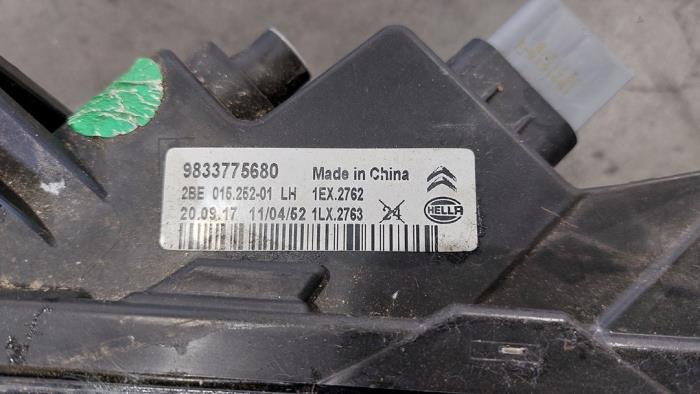 9833775680 Made in China
2BE 015.252-01 LH 1EX.2762
20.09.17 11/04/52 1LX.2763 24
HELLA